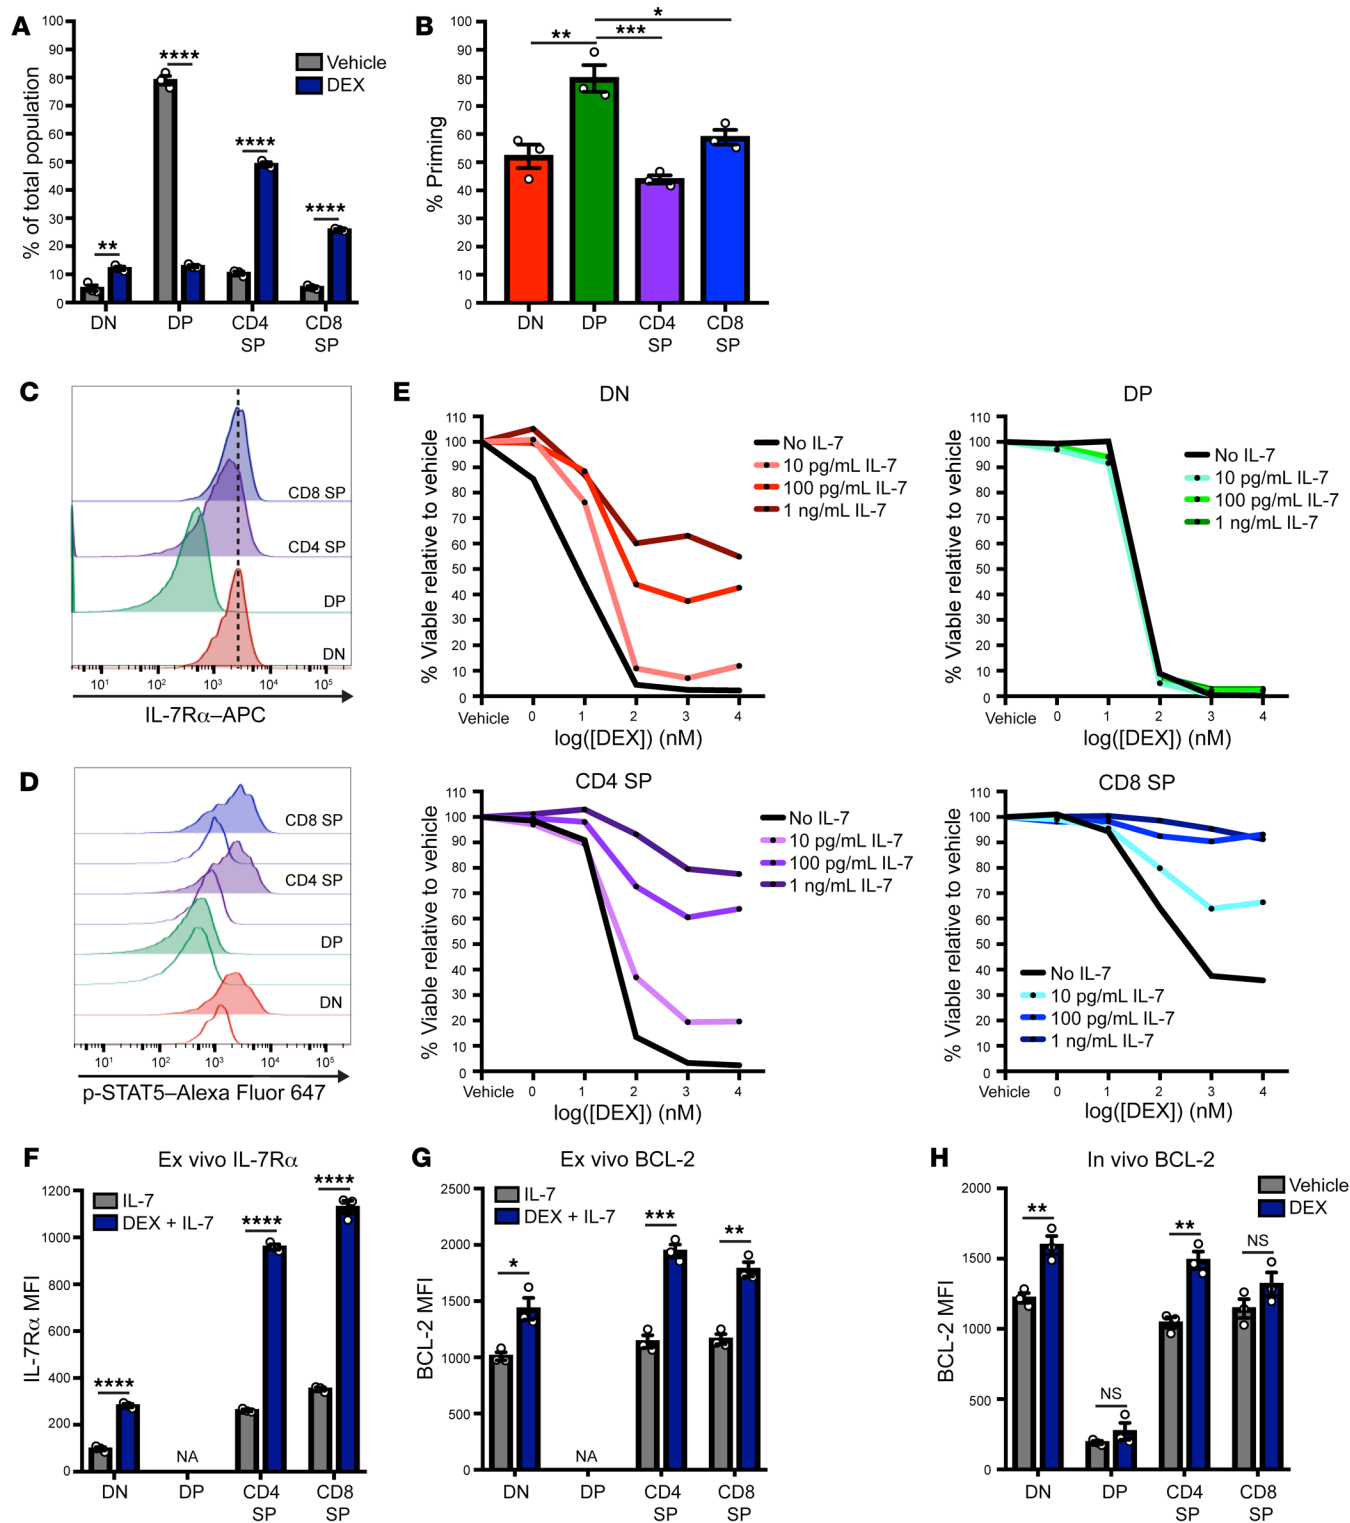 A
% of total population
100
90
80
70
60
50
40
30
20
10
0
****
**
****
****
Vehicle
DEX
DN DP CD4 SP CD8 SP
B
% Priming
100
90
80
70
60
50
40
30
20
10
0
*
** ***
DN DP CD4 SP CD8 SP
C
CD8 SP
CD4 SP
DP
DN
10¹ 10² 10³ 10⁴ 10⁵
IL-7Rα–APC
D
CD8 SP
CD4 SP
DP
DN
10¹ 10² 10³ 10⁴ 10⁵
p-STAT5–Alexa Fluor 647
E
DN
% Viable relative to vehicle
110
100
90
80
70
60
50
40
30
20
10
0
No IL-7
10 pg/mL IL-7
100 pg/mL IL-7
1 ng/mL IL-7
Vehicle 0 1 2 3 4
log([DEX]) (nM)
DP
% Viable relative to vehicle
110
100
90
80
70
60
50
40
30
20
10
0
No IL-7
10 pg/mL IL-7
100 pg/mL IL-7
1 ng/mL IL-7
Vehicle 0 1 2 3 4
log([DEX]) (nM)
CD4 SP
% Viable relative to vehicle
110
100
90
80
70
60
50
40
30
20
10
0
No IL-7
10 pg/mL IL-7
100 pg/mL IL-7
1 ng/mL IL-7
Vehicle 0 1 2 3 4
log([DEX]) (nM)
CD8 SP
% Viable relative to vehicle
110
100
90
80
70
60
50
40
30
20
10
0
No IL-7
10 pg/mL IL-7
100 pg/mL IL-7
1 ng/mL IL-7
Vehicle 0 1 2 3 4
log([DEX]) (nM)
F
Ex vivo IL-7Rα
IL-7Rα MFI
1200
1000
800
600
400
200
0
IL-7
DEX + IL-7
****
NA
****
****
DN DP CD4 SP CD8 SP
G
Ex vivo BCL-2
BCL-2 MFI
2500
2000
1500
1000
500
0
IL-7
DEX + IL-7
*
NA
***
**
DN DP CD4 SP CD8 SP
H
In vivo BCL-2
BCL-2 MFI
2000
1500
1000
500
0
Vehicle
DEX
**
NS
**
NS
DN DP CD4 SP CD8 SP